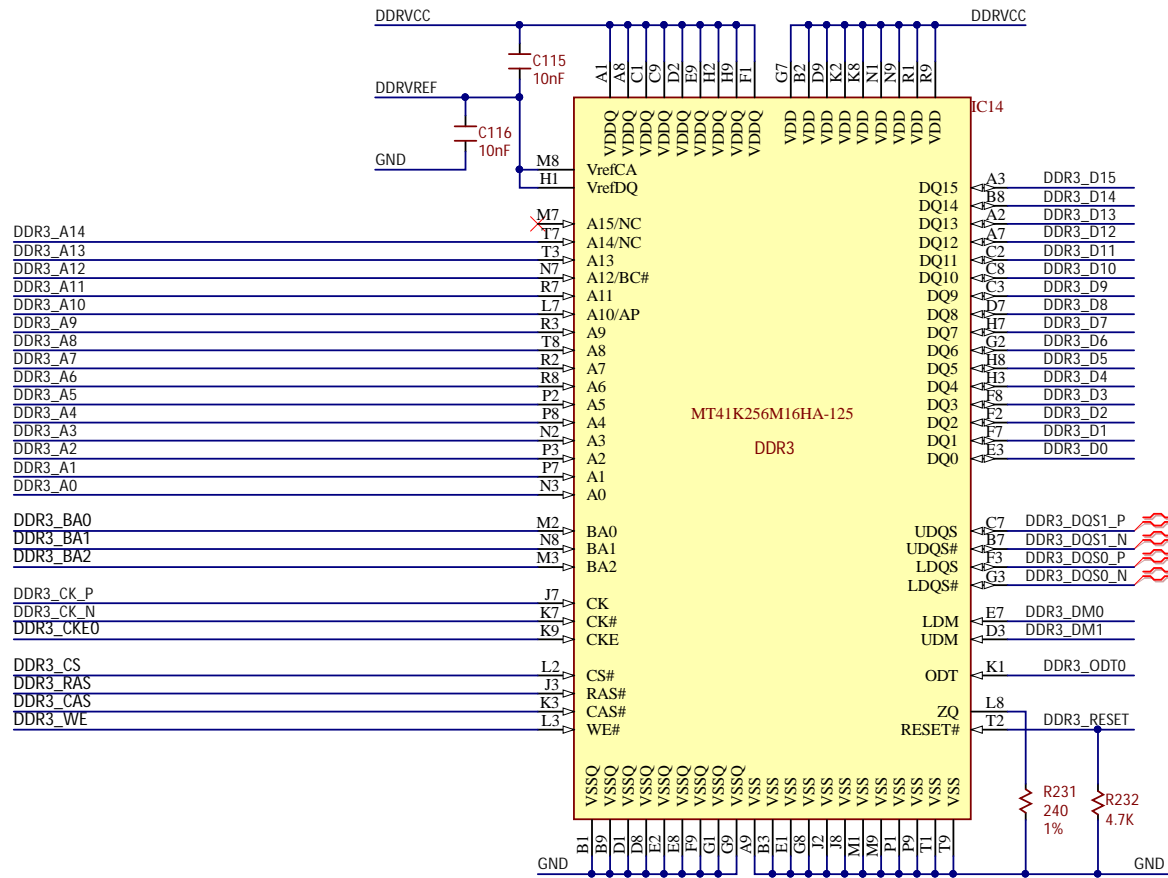 DDRVCC
DDRVCC
C115
10nF
DDRVREF
C116
10nF
GND
A1 A8 C1 C9 D2 E9 H2 H9 F1
G7 B2 D9 K2 K8 N1 N9 R1 R9
IC14
VDDQ VDDQ VDDQ VDDQ VDDQ VDDQ VDDQ VDDQ VDDQ
VDD VDD VDD VDD VDD VDD VDD VDD VDD
M8 VrefCA
H1 VrefDQ
M7 A15/NC
DDR3_A14 T7 A14/NC
DDR3_A13 T3 A13
DDR3_A12 N7 A12/BC#
DDR3_A11 R7 A11
DDR3_A10 L7 A10/AP
DDR3_A9 R3 A9
DDR3_A8 T8 A8
DDR3_A7 R2 A7
DDR3_A6 R8 A6
DDR3_A5 P2 A5
DDR3_A4 P8 A4
DDR3_A3 N2 A3
DDR3_A2 P3 A2
DDR3_A1 P7 A1
DDR3_A0 N3 A0
DDR3_BA0 M2 BA0
DDR3_BA1 N8 BA1
DDR3_BA2 M3 BA2
DDR3_CK_P J7 CK
DDR3_CK_N K7 CK#
DDR3_CKE0 K9 CKE
DDR3_CS L2 CS#
DDR3_RAS J3 RAS#
DDR3_CAS K3 CAS#
DDR3_WE L3 WE#
MT41K256M16HA-125
DDR3
DQ15 A3 DDR3_D15
DQ14 B8 DDR3_D14
DQ13 A2 DDR3_D13
DQ12 A7 DDR3_D12
DQ11 C2 DDR3_D11
DQ10 C8 DDR3_D10
DQ9 C3 DDR3_D9
DQ8 D7 DDR3_D8
DQ7 H7 DDR3_D7
DQ6 G2 DDR3_D6
DQ5 H8 DDR3_D5
DQ4 H3 DDR3_D4
DQ3 F8 DDR3_D3
DQ2 F2 DDR3_D2
DQ1 F7 DDR3_D1
DQ0 E3 DDR3_D0
UDQS C7 DDR3_DQS1_P
UDQS# B7 DDR3_DQS1_N
LDQS F3 DDR3_DQS0_P
LDQS# G3 DDR3_DQS0_N
LDM E7 DDR3_DM0
UDM D3 DDR3_DM1
ODT K1 DDR3_ODT0
ZQ L8
RESET# T2 DDR3_RESET
R231
240
1%
R232
4.7K
VSSQ VSSQ VSSQ VSSQ VSSQ VSSQ VSSQ VSSQ VSSQ
VSS VSS VSS VSS VSS VSS VSS VSS VSS VSS VSS VSS
B1 B9 D1 D8 E2 E8 F9 G1 G9
A9 B3 E1 G8 J2 J8 M1 M9 P1 P9 T1 T9
GND
GND